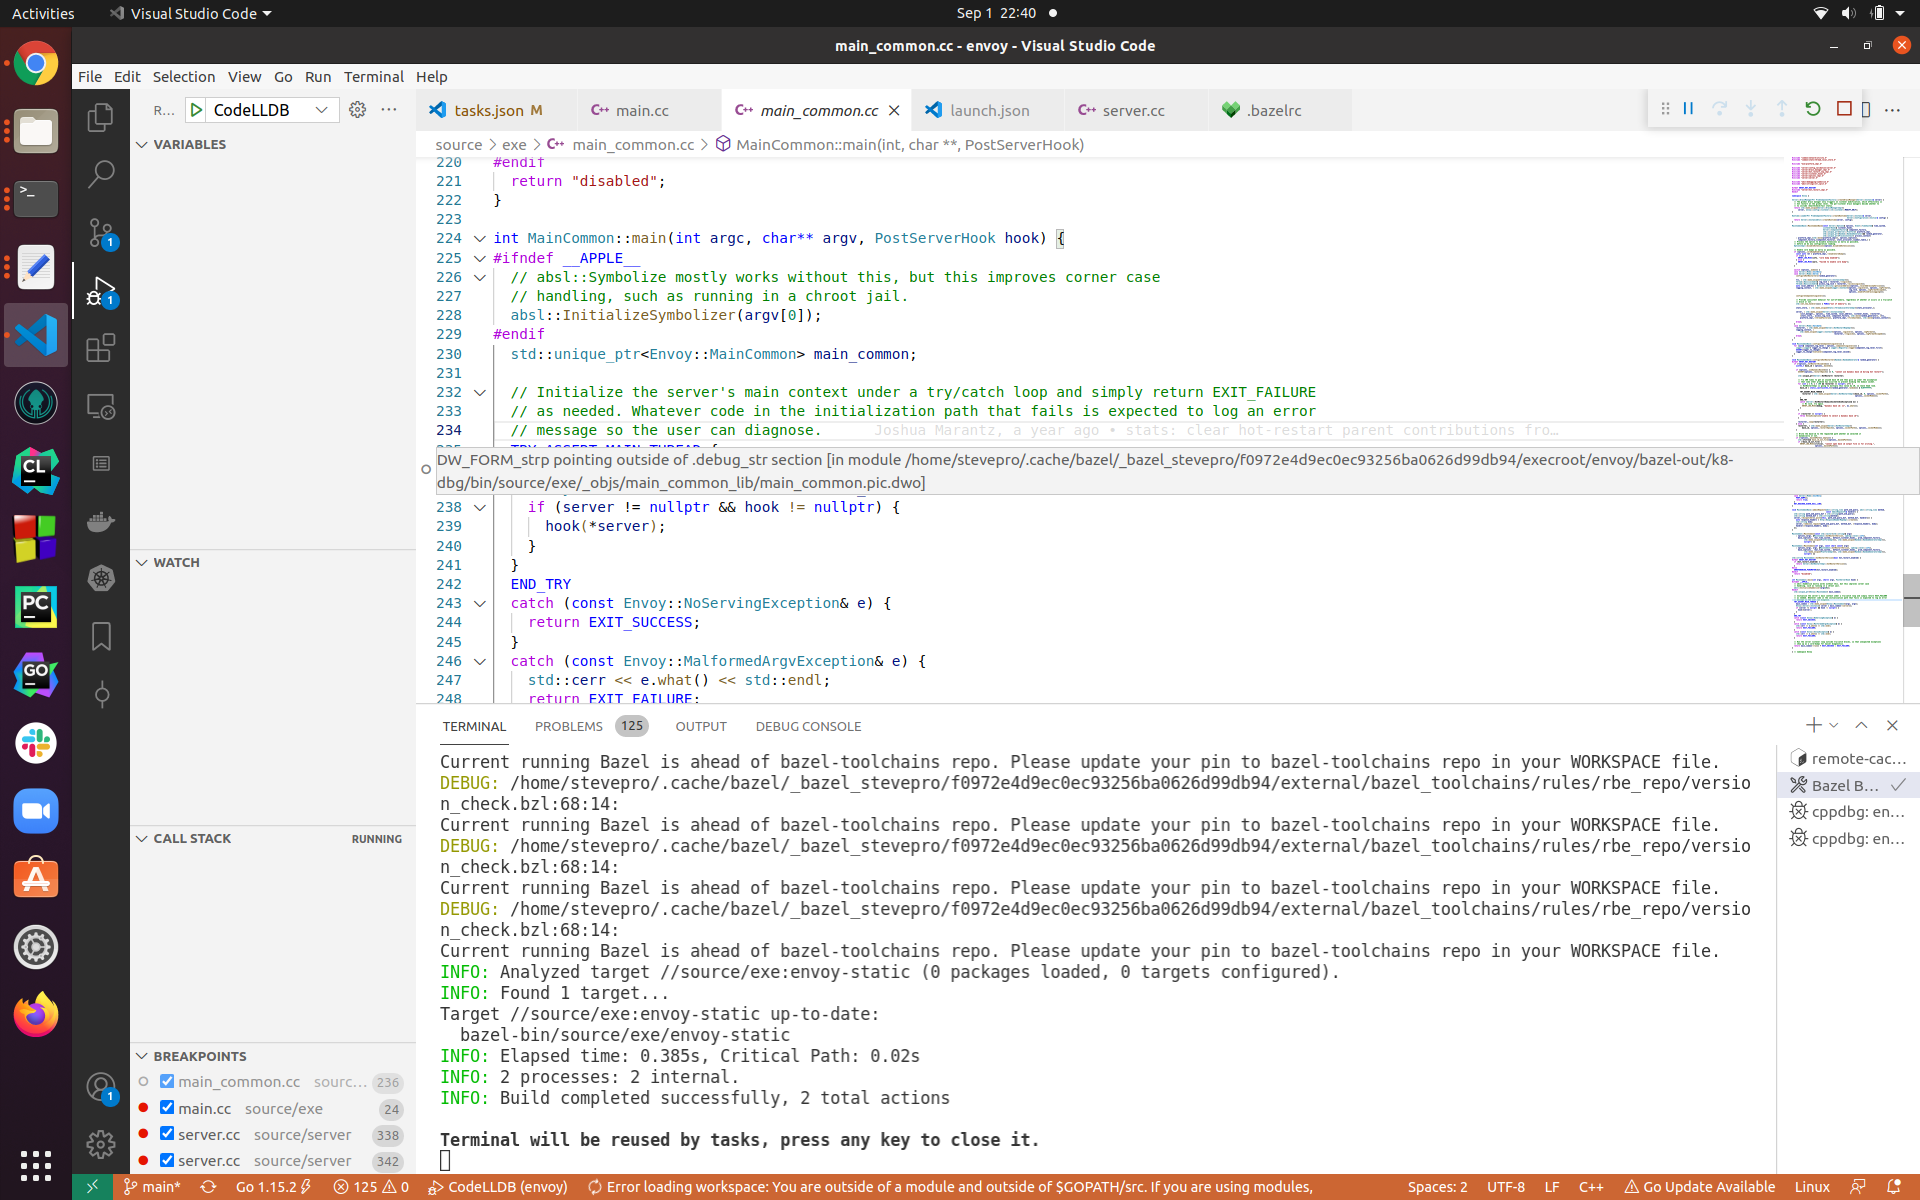 Activities
Visual Studio Code
Sep 1 22:40
main_common.cc - envoy - Visual Studio Code
File Edit Selection View Go Run Terminal Help
R... CodeLLDB
tasks.json M
main.cc
main_common.cc
launch.json
server.cc
.bazelrc
VARIABLES
source > exe > main_common.cc > MainCommon::main(int, char **, PostServerHook)
220 #endif
221 return "disabled";
222 }
223
224 int MainCommon::main(int argc, char** argv, PostServerHook hook) {
225 #ifndef __APPLE__
226 // absl::Symbolize mostly works without this, but this improves corner case
227 // handling, such as running in a chroot jail.
228 absl::InitializeSymbolizer(argv[0]);
229 #endif
230 std::unique_ptr<Envoy::MainCommon> main_common;
231
232 // Initialize the server's main context under a try/catch loop and simply return EXIT_FAILURE
233 // as needed. Whatever code in the initialization path that fails is expected to log an error
234 // message so the user can diagnose. Joshua Marantz, a year ago • stats: clear hot-restart parent contributions fro…
235 TRY_ASSERT_MAIN_THREAD {
DW_FORM_strp pointing outside of .debug_str section [in module /home/stevepro/.cache/bazel/_bazel_stevepro/f0972e4d9ec0ec93256ba0626d99db94/execroot/envoy/bazel-out/k8-
dbg/bin/source/exe/_objs/main_common_lib/main_common.pic.dwo]
238 if (server != nullptr && hook != nullptr) {
239 hook(*server);
240 }
241 }
242 END_TRY
243 catch (const Envoy::NoServingException& e) {
244 return EXIT_SUCCESS;
245 }
246 catch (const Envoy::MalformedArgvException& e) {
247 std::cerr << e.what() << std::endl;
248 return EXIT_FAILURE;
WATCH
CALL STACK RUNNING
BREAKPOINTS
main_common.cc sourc... 236
main.cc source/exe 24
server.cc source/server 338
server.cc source/server 342
TERMINAL PROBLEMS 125 OUTPUT DEBUG CONSOLE
Current running Bazel is ahead of bazel-toolchains repo. Please update your pin to bazel-toolchains repo in your WORKSPACE file.
DEBUG: /home/stevepro/.cache/bazel/_bazel_stevepro/f0972e4d9ec0ec93256ba0626d99db94/external/bazel_toolchains/rules/rbe_repo/versio
n_check.bzl:68:14:
Current running Bazel is ahead of bazel-toolchains repo. Please update your pin to bazel-toolchains repo in your WORKSPACE file.
DEBUG: /home/stevepro/.cache/bazel/_bazel_stevepro/f0972e4d9ec0ec93256ba0626d99db94/external/bazel_toolchains/rules/rbe_repo/versio
n_check.bzl:68:14:
Current running Bazel is ahead of bazel-toolchains repo. Please update your pin to bazel-toolchains repo in your WORKSPACE file.
DEBUG: /home/stevepro/.cache/bazel/_bazel_stevepro/f0972e4d9ec0ec93256ba0626d99db94/external/bazel_toolchains/rules/rbe_repo/versio
n_check.bzl:68:14:
Current running Bazel is ahead of bazel-toolchains repo. Please update your pin to bazel-toolchains repo in your WORKSPACE file.
INFO: Analyzed target //source/exe:envoy-static (0 packages loaded, 0 targets configured).
INFO: Found 1 target...
Target //source/exe:envoy-static up-to-date:
bazel-bin/source/exe/envoy-static
INFO: Elapsed time: 0.385s, Critical Path: 0.02s
INFO: 2 processes: 2 internal.
INFO: Build completed successfully, 2 total actions
Terminal will be reused by tasks, press any key to close it.
remote-cac...
Bazel B...
cppdbg: en...
cppdbg: en...
main* Go 1.15.2 125 0 CodeLLDB (envoy) Error loading workspace: You are outside of a module and outside of $GOPATH/src. If you are using modules, Spaces: 2 UTF-8 LF C++ Go Update Available Linux